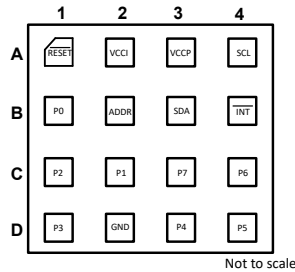 1 2 3 4
A RESET VCCI VCCP SCL
B P0 ADDR SDA INT
C P2 P1 P7 P6
D P3 GND P4 P5
Not to scale